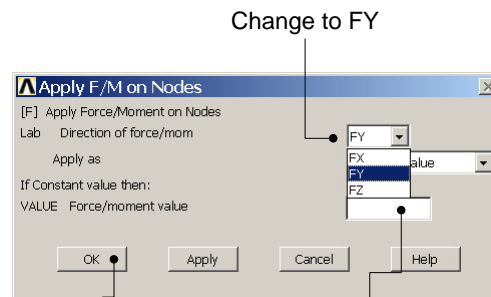 Change to FY
Apply F/M on Nodes
[F] Apply Force/Moment on Nodes
Lab Direction of force/mom FY
Apply as FX alue
FY
If Constant value then:
FZ
VALUE Force/moment value
OK Apply Cancel Help